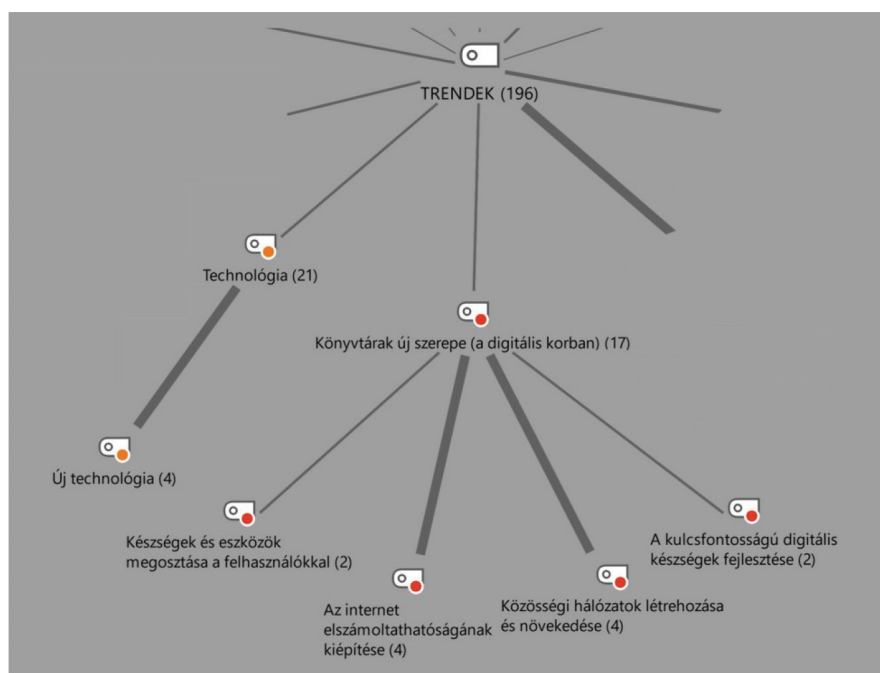 TRENDEK (196)
Technológia (21)
Könyvtárak új szerepe (a digitális korban) (17)
Új technológia (4)
Készségek és eszközök
megosztása a felhasználókkal (2)
Az internet
elszámoltathatóságának
kiépítése (4)
Közösségi hálózatok létrehozása
és növekedése (4)
A kulcsfontosságú digitális
készségek fejlesztése (2)